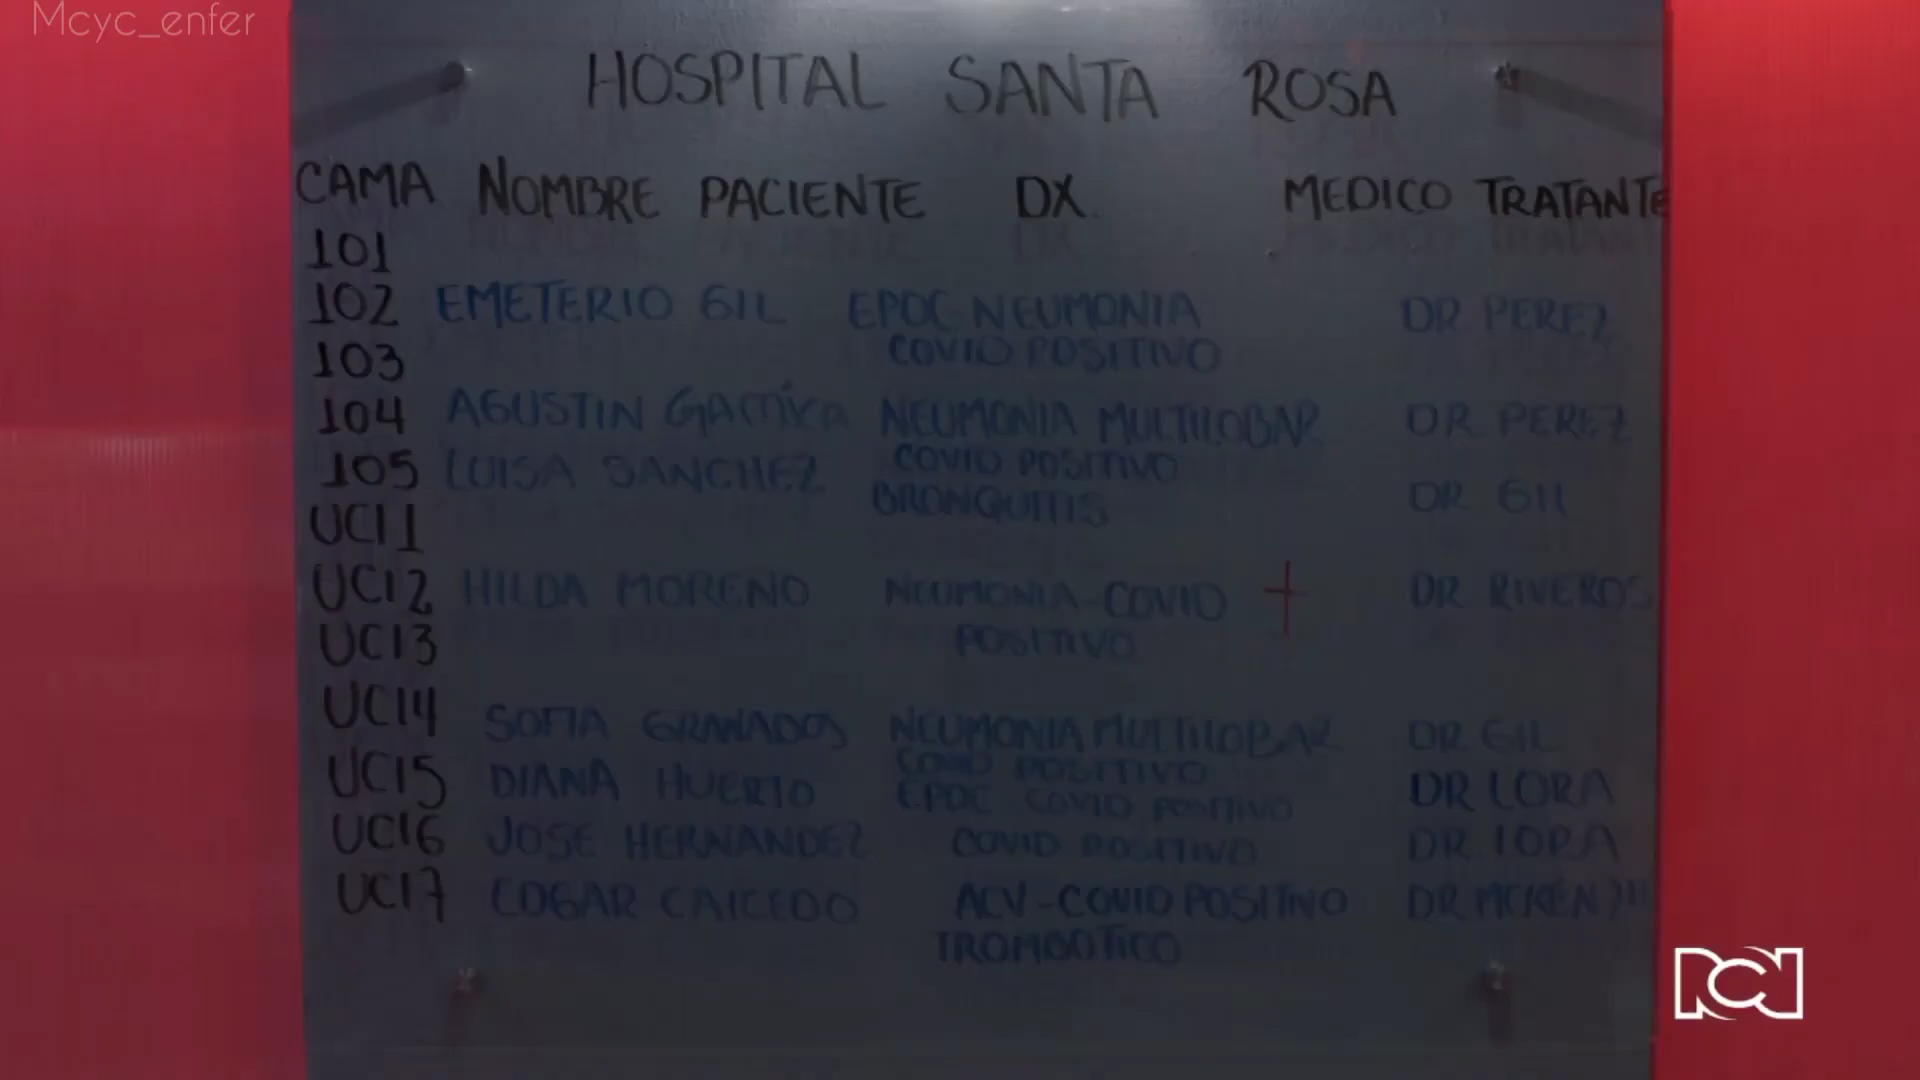 Mcyc_enfer
HOSPITAL SANTA ROSA
CAMA NOMBRE PACIENTE DX. MEDICO TRATANTE
101
102 EMETERIO GIL EPOC NEUMONIA DR PEREZ
103 COVID POSITIVO
104 AGUSTIN NEUMONIA MULTILOBAR DR PEREZ
105 LUISA SANCHEZ COVID POSITIVO
BRONQUITIS DR GIL
UCI1
UCI2 HILDA MORENO NEUMONIA-COVID + DR RIVEROS
UCI3 POSITIVO
UCI4 SOFIA GRANADOS NEUMONIA MULTILOBAR DR GIL
COVID POSITIVO
UCI5 DIANA HUERTO EPOC COVID POSITIVO DR LORA
UCI6 JOSE HERNANDEZ COVID POSITIVO DR LORA
UCI7 EDGAR CAICEDO ACV-COVID POSITIVO DR
TROMBOTICO
RCN